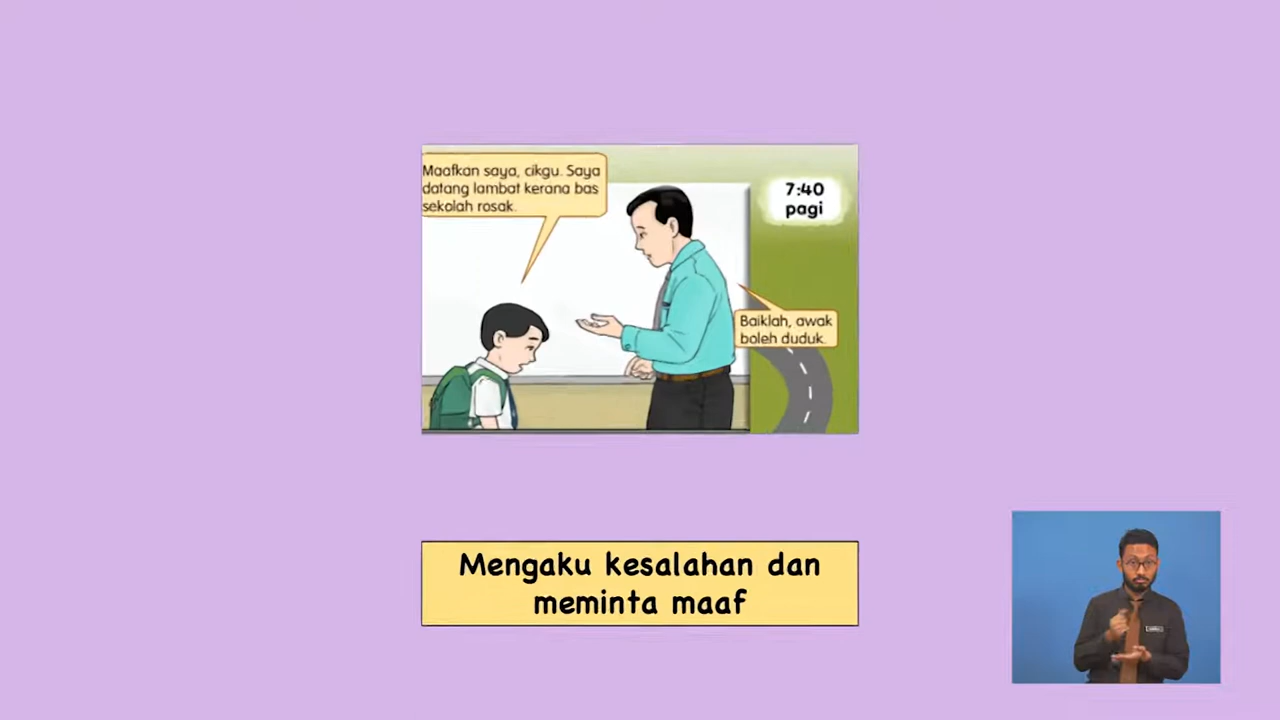 Maafkan saya, cikgu. Saya
datang lambat kerana bas
sekolah rosak.
7:40
pagi
Baiklah, awak
boleh duduk.
Mengaku kesalahan dan
meminta maaf